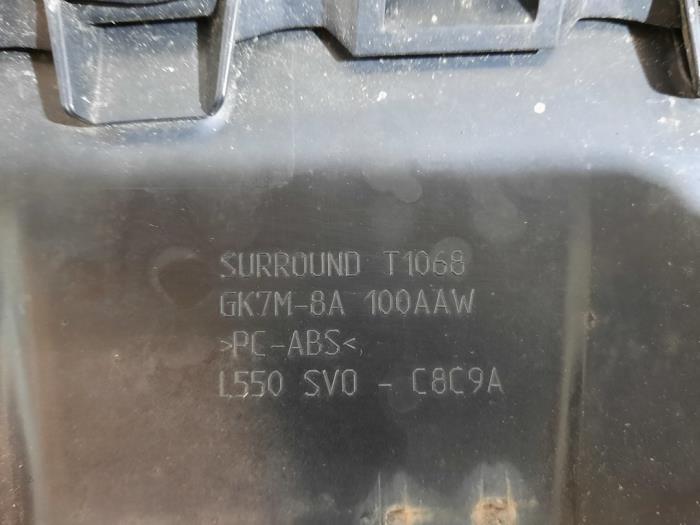 SURROUND T1068
GK7M-8A 100AAW
>PC-ABS<
L550 SVO - C8C9A